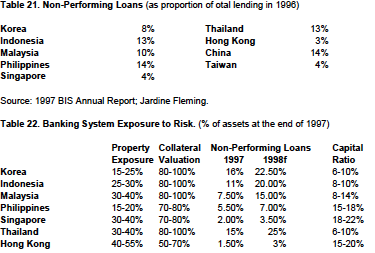 Table 21. Non-Performing Loans (as proportion of otal lending in 1996)
Korea 8% Thailand 13%
Indonesia 13% Hong Kong 3%
Malaysia 10% China 14%
Philippines 14% Taiwan 4%
Singapore 4%
Source: 1997 BIS Annual Report; Jardine Fleming.
Table 22. Banking System Exposure to Risk. (% of assets at the end of 1997)
Property Collateral Non-Performing Loans Capital
Exposure Valuation 1997 1998f Ratio
Korea 15-25% 80-100% 16% 22.50% 6-10%
Indonesia 25-30% 80-100% 11% 20.00% 8-10%
Malaysia 30-40% 80-100% 7.50% 15.00% 8-14%
Philippines 15-20% 70-80% 5.50% 7.00% 15-18%
Singapore 30-40% 70-80% 2.00% 3.50% 18-22%
Thailand 30-40% 80-100% 15% 25% 6-10%
Hong Kong 40-55% 50-70% 1.50% 3% 15-20%